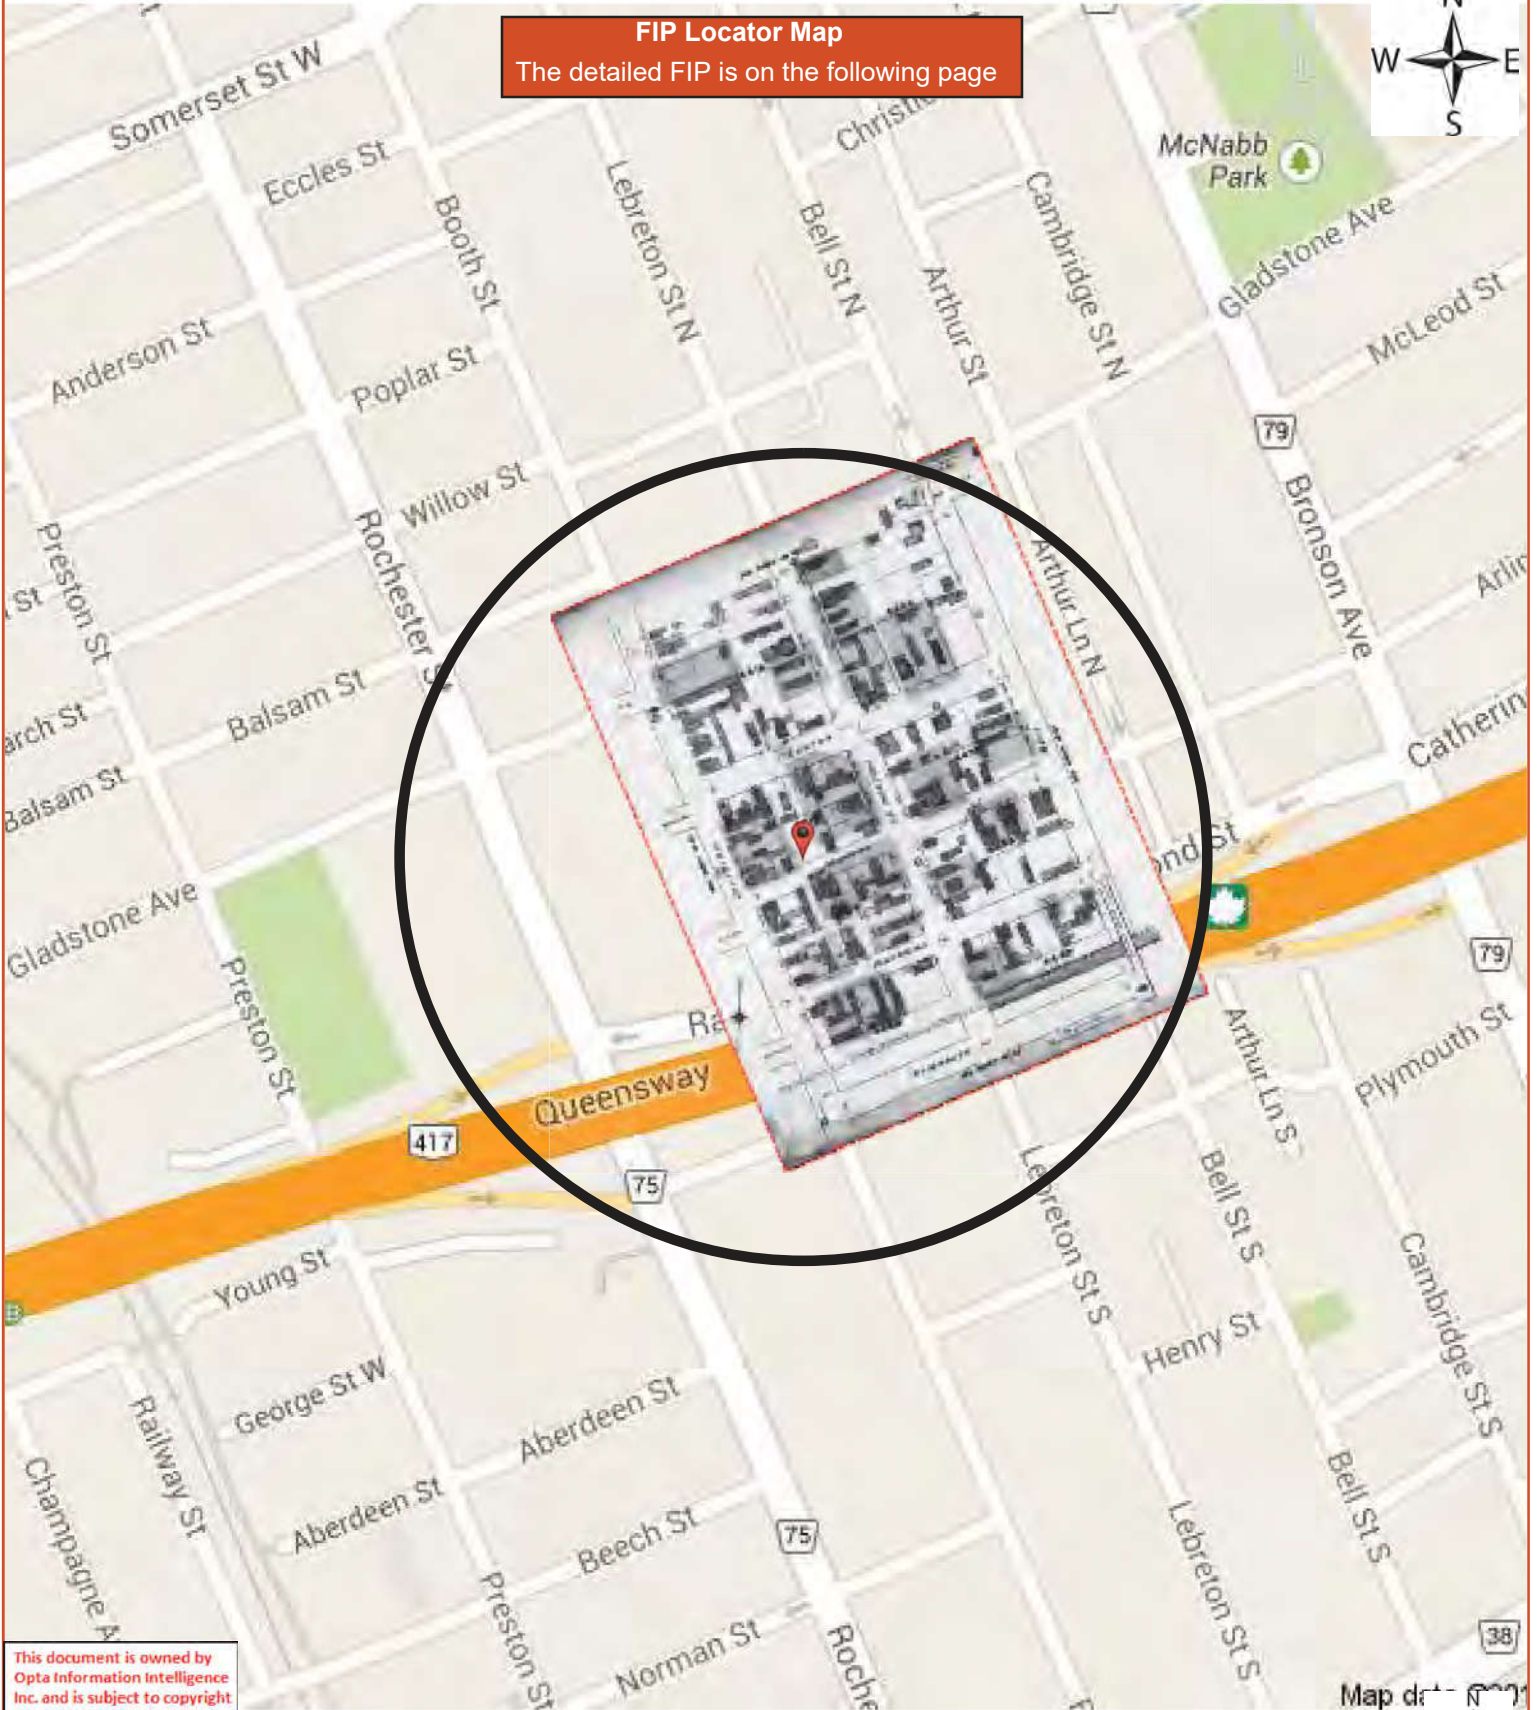 FIP Locator Map
The detailed FIP is on the following page
N
W
E
S
Somerset St W
Eccles St
Booth St
Lebreton St N
Bell St N
Arthur St
Cambridge St N
McNabb
Park
Gladstone Ave
McLeod St
Anderson St
Poplar St
Willow St
79
Bronson Ave
Preston St
Rochester St
Arthur Ln N
St
Balsam St
Balsam St
Gladstone Ave
Preston St
Queensway
417
75
79
Arthur Ln S
Plymouth St
Lebreton St S
Bell St S
Young St
Henry St
Cambridge St S
George St W
Railway St
Aberdeen St
Aberdeen St
Beech St
Bell St S
75
Lebreton St S
Preston St
Norman St
38
This document is owned by
Opta Information Intelligence
Inc. and is subject to copyright
Map
N